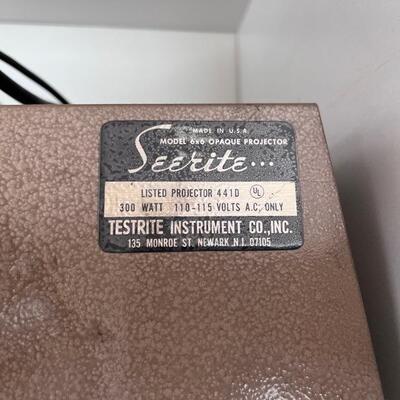 MADE IN U.S.A.
MODEL 6x6 OPAQUE PROJECTOR
Seerite...
LISTED PROJECTOR 441D UL
300 WATT 110-115 VOLTS A.C. ONLY
TESTRITE INSTRUMENT CO., INC.
135 MONROE ST. NEWARK N.J. 07105